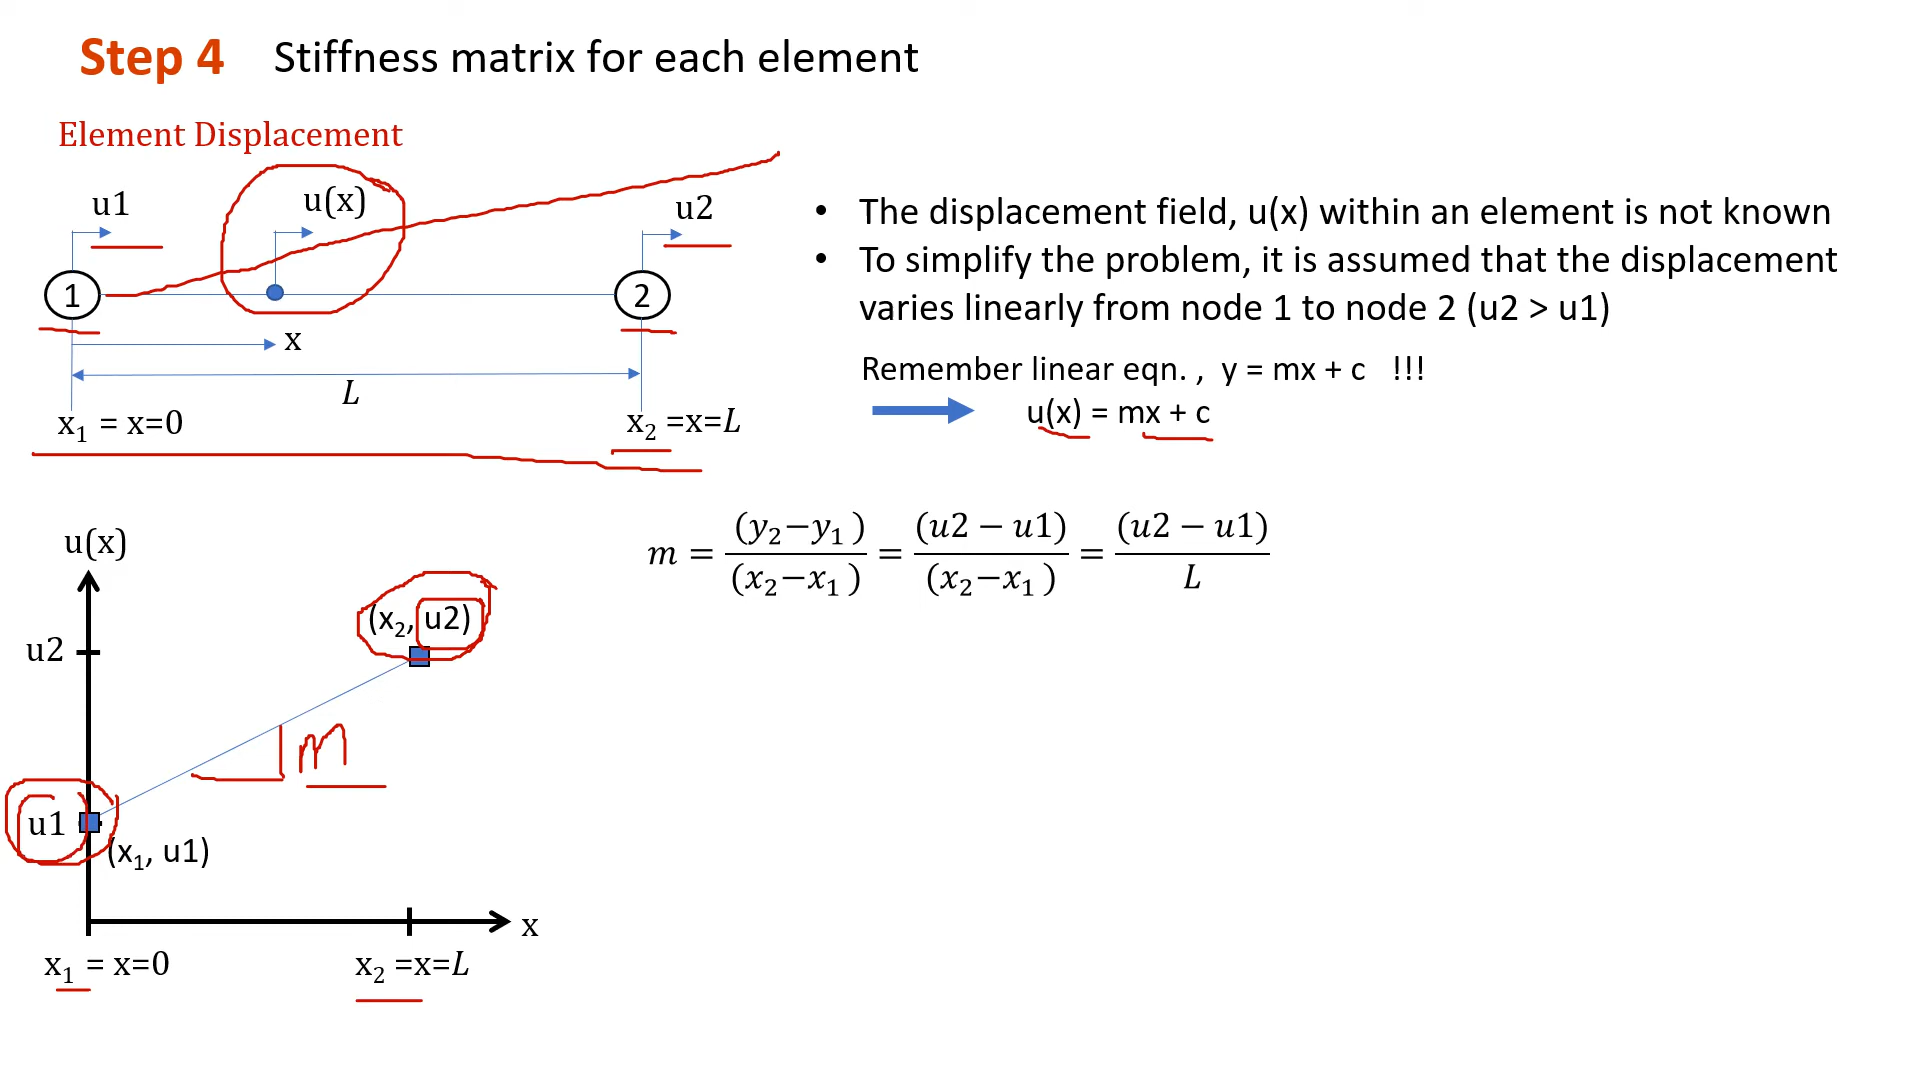 Step 4 Stiffness matrix for each element
Element Displacement
u1 u(x) u2
1 2
x
L
x₁ = x=0 x₂ =x=L
• The displacement field, u(x) within an element is not known
• To simplify the problem, it is assumed that the displacement
varies linearly from node 1 to node 2 (u2 > u1)
Remember linear eqn. , y = mx + c !!!
u(x) = mx + c
m = (y₂−y₁ )/(x₂−x₁ ) = (u2 − u1)/(x₂−x₁ ) = (u2 − u1)/L
u(x)
(x₂, u2)
u2
m
u1
(x₁, u1)
x
x₁ = x=0 x₂ =x=L